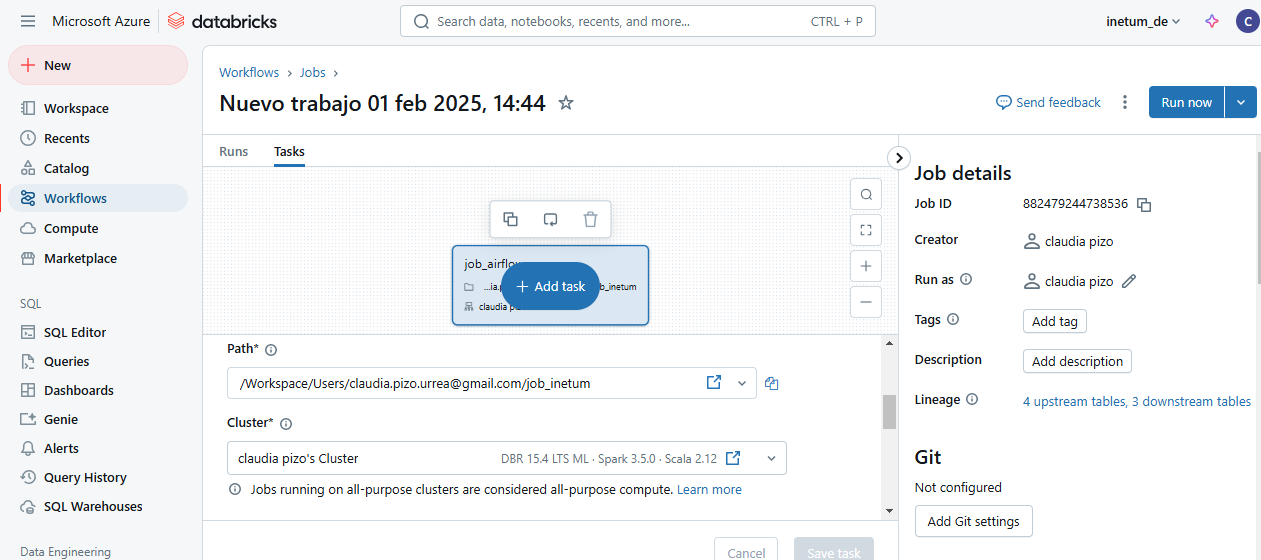 Microsoft Azure databricks Search data, notebooks, recents, and more... CTRL + P inetum_de C
New
Workspace
Recents
Catalog
Workflows
Compute
Marketplace
SQL
SQL Editor
Queries
Dashboards
Genie
Alerts
Query History
SQL Warehouses
Data Engineering
Workflows > Jobs >
Nuevo trabajo 01 feb 2025, 14:44
Send feedback Run now
Runs Tasks
job_airflo
+ Add task
b_inetum
claudia p
Path*
/Workspace/Users/claudia.pizo.urrea@gmail.com/job_inetum
Cluster*
claudia pizo's Cluster DBR 15.4 LTS ML · Spark 3.5.0 · Scala 2.12
Jobs running on all-purpose clusters are considered all-purpose compute. Learn more
Cancel Save task
Job details
Job ID 882479244738536
Creator claudia pizo
Run as claudia pizo
Tags Add tag
Description Add description
Lineage 4 upstream tables, 3 downstream tables
Git
Not configured
Add Git settings